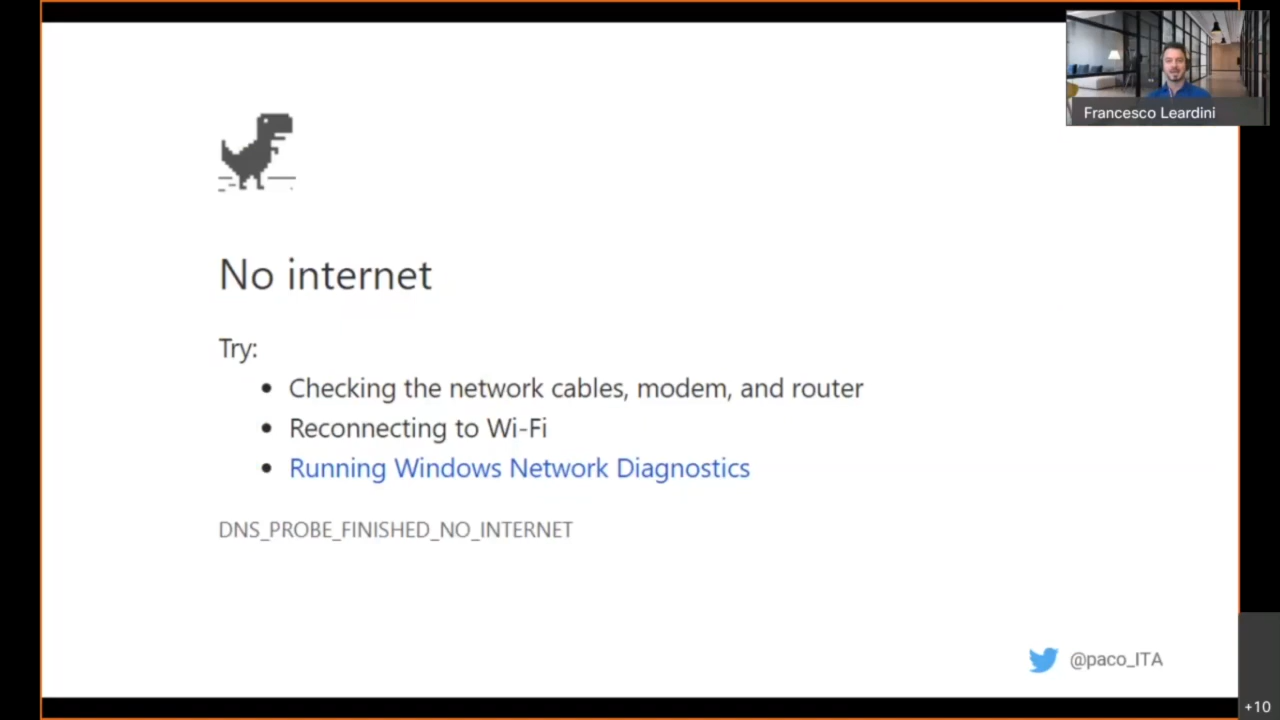 Francesco Leardini
No internet
Try:
• Checking the network cables, modem, and router
• Reconnecting to Wi-Fi
• Running Windows Network Diagnostics
DNS_PROBE_FINISHED_NO_INTERNET
@paco_ITA
+10